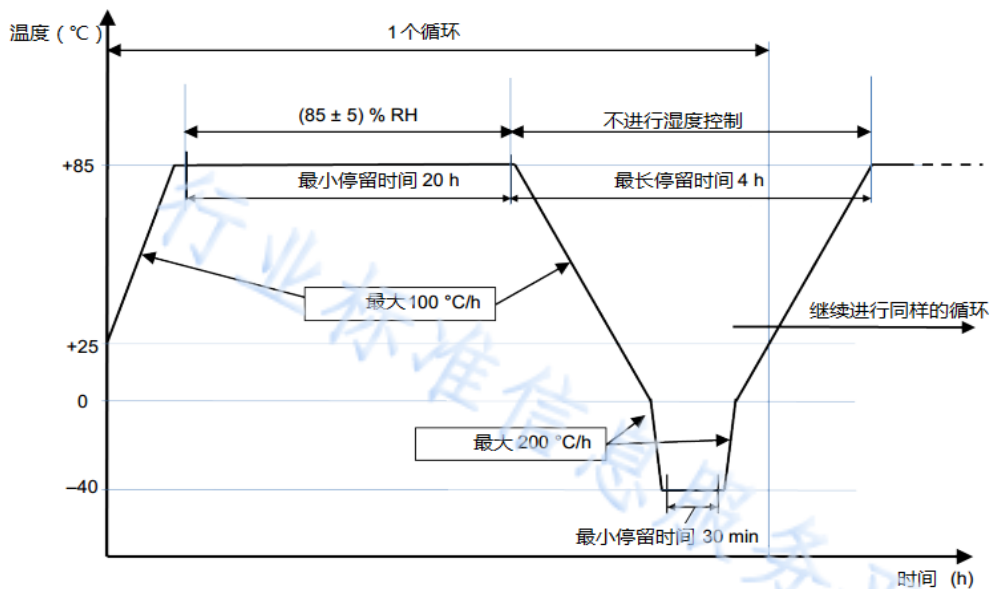 温度（℃）
1个循环
(85 ± 5) % RH
不进行湿度控制
+85
最小停留时间 20 h
最长停留时间 4 h
最大100 °C/h
继续进行同样的循环
+25
0
最大 200 °C/h
–40
最小停留时间 30 min
时间 (h)
行业标准信息服务